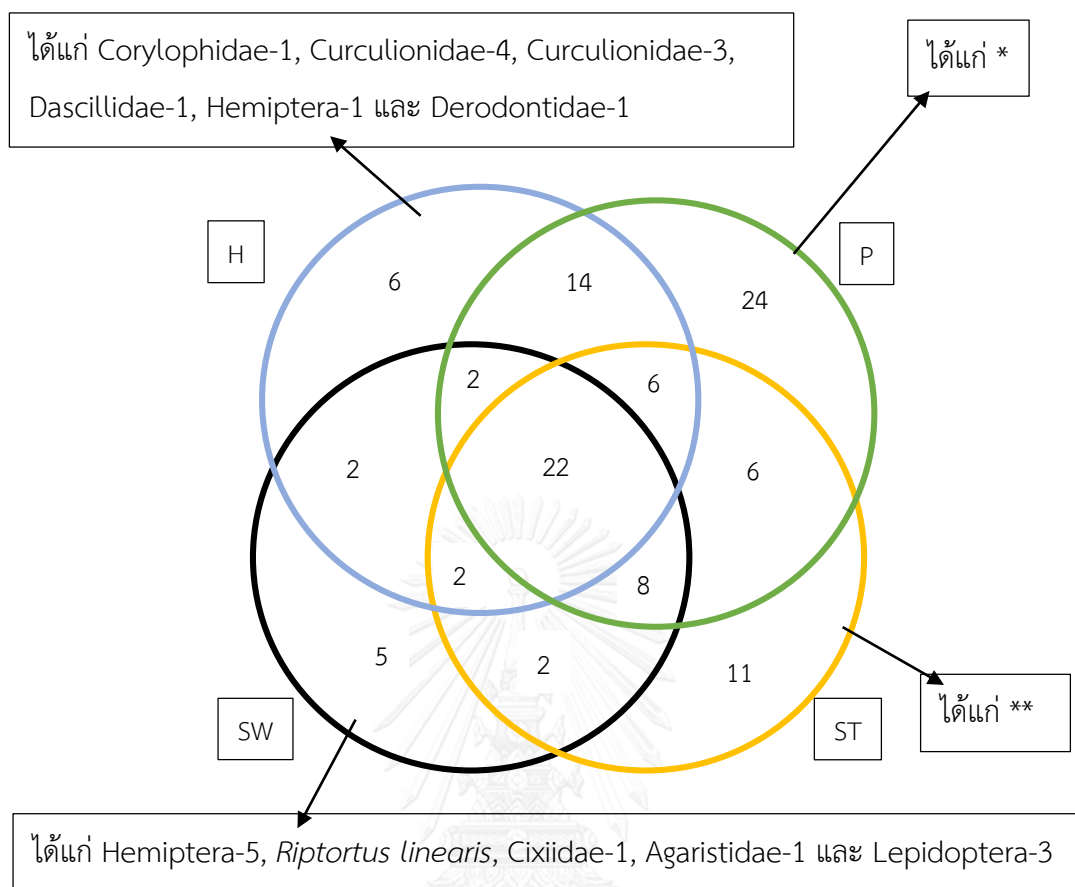 ได้แก่ Corylophidae-1, Curculionidae-4, Curculionidae-3,
Dascillidae-1, Hemiptera-1 และ Derodontidae-1
ได้แก่ *
H
P
6
14
24
2
6
2
22
6
2
8
5
2
11
SW
ST
ได้แก่ **
ได้แก่ Hemiptera-5, Riptortus linearis, Cixiidae-1, Agaristidae-1 และ Lepidoptera-3